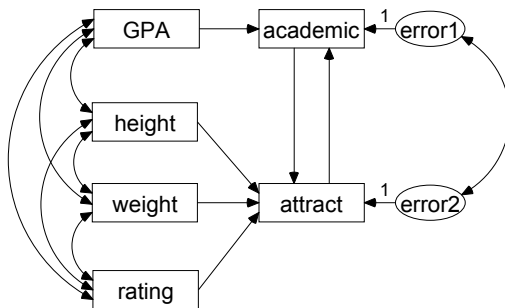 GPA academic 1 error1
height
weight attract 1 error2
rating